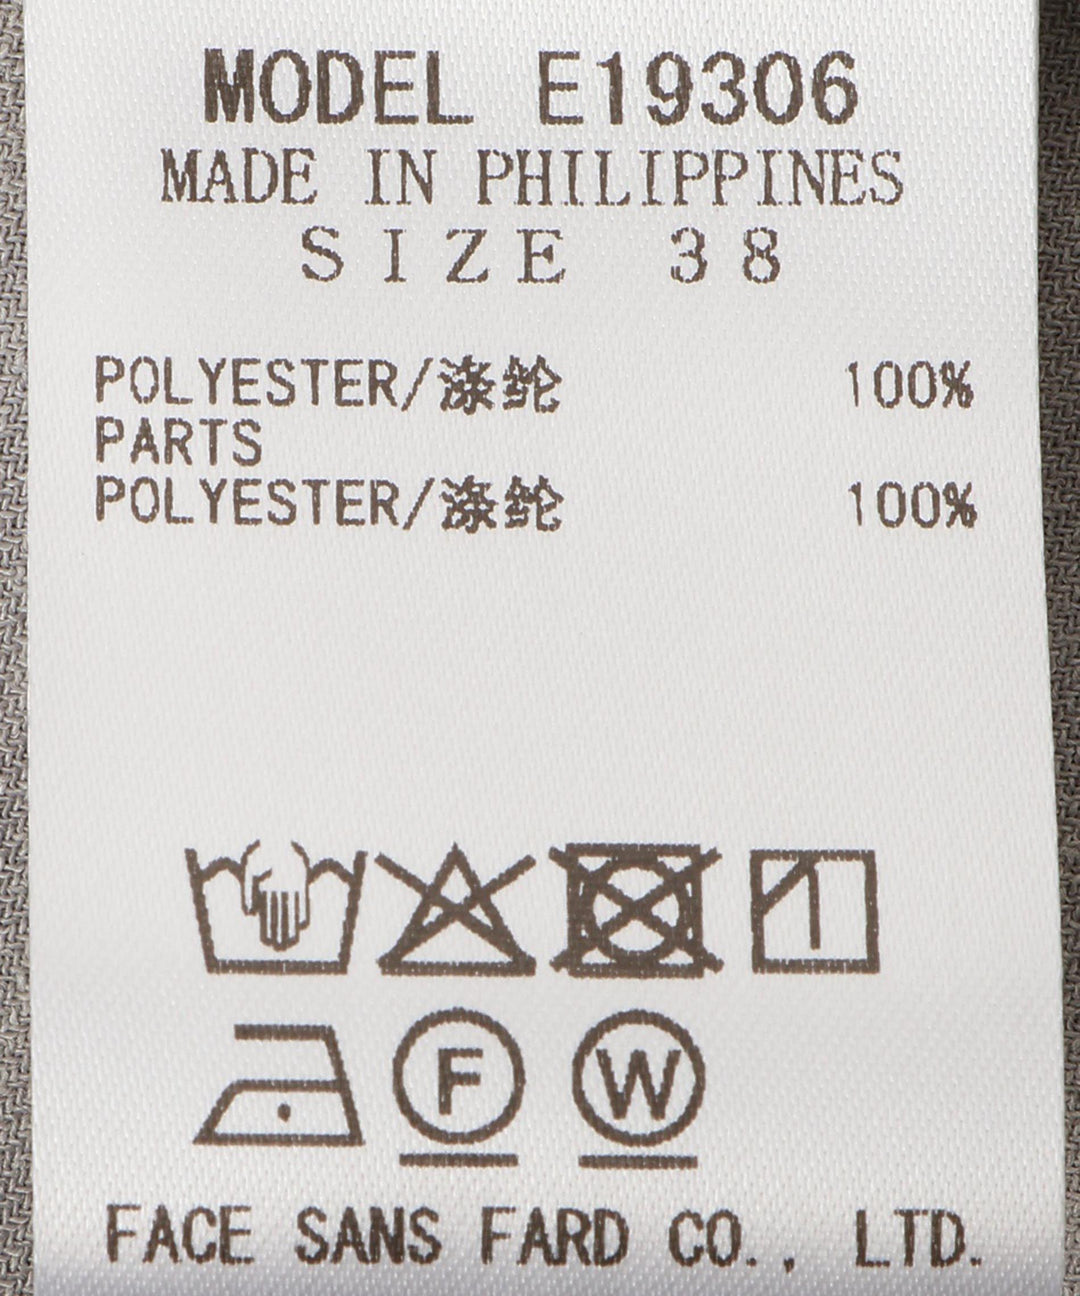 MODEL E19306
MADE IN PHILIPPINES
SIZE 38
POLYESTER/涤纶 100%
PARTS
POLYESTER/涤纶 100%
F W
FACE SANS FARD CO., LTD.